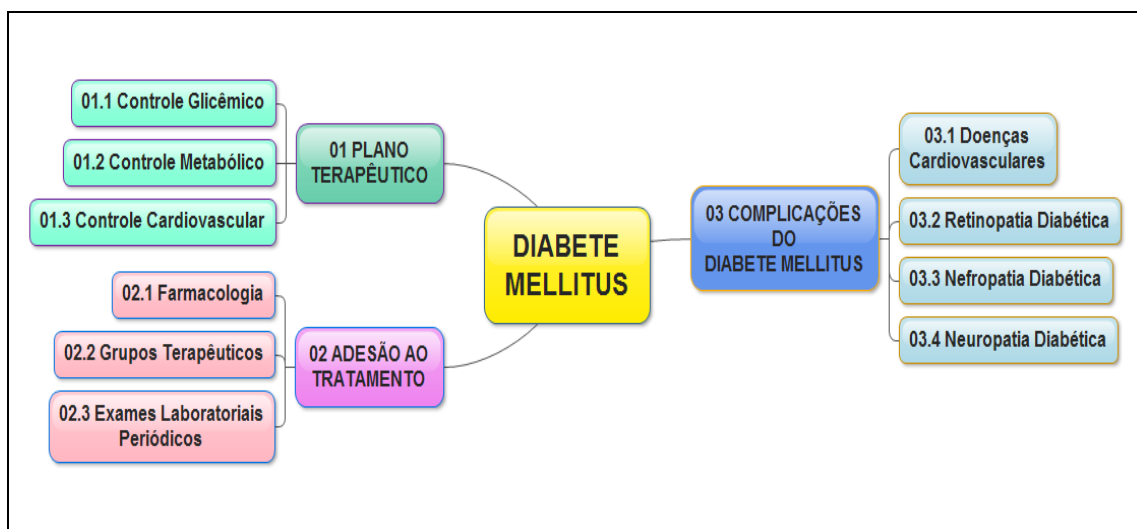 01.1 Controle Glicêmico
01.2 Controle Metabólico
01.3 Controle Cardiovascular
01 PLANO
TERAPÊUTICO
02.1 Farmacologia
02.2 Grupos Terapêuticos
02.3 Exames Laboratoriais
Periódicos
02 ADESÃO AO
TRATAMENTO
DIABETE
MELLITUS
03 COMPLICAÇÕES
DO
DIABETE MELLITUS
03.1 Doenças
Cardiovasculares
03.2 Retinopatia Diabética
03.3 Nefropatia Diabética
03.4 Neuropatia Diabética